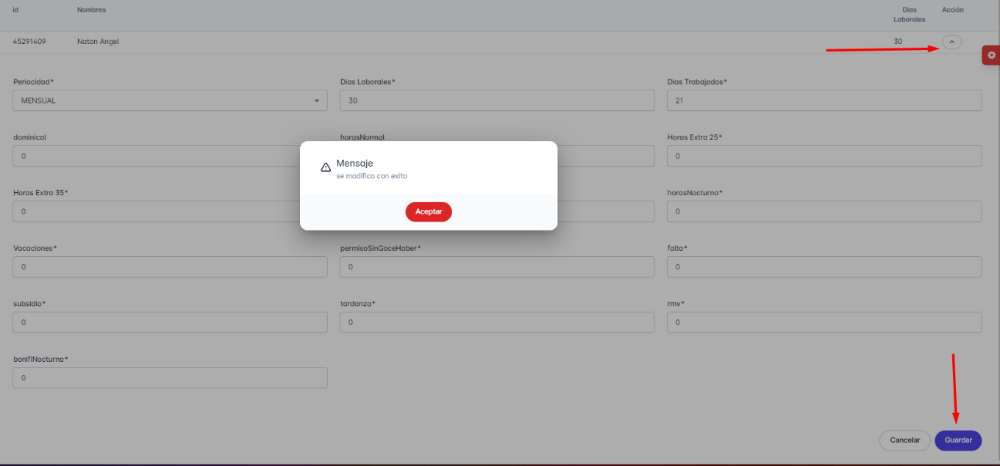 id Nombres Dias Laborales Acción
45291409 Natan Angel 30
Periocidad* Dias Laborales* Dias Trabajados*
MENSUAL 30 21
dominical horasNormal Horas Extra 25*
0 0
Mensaje
se modifico con exito
Aceptar
Horas Extra 35* horasNocturna*
0 0
Vacaciones* permisoSinGoceHaber* falta*
0 0 0
subsidio* tardanza* rmv*
0 0 0
bonifiNocturna*
0
Cancelar Guardar